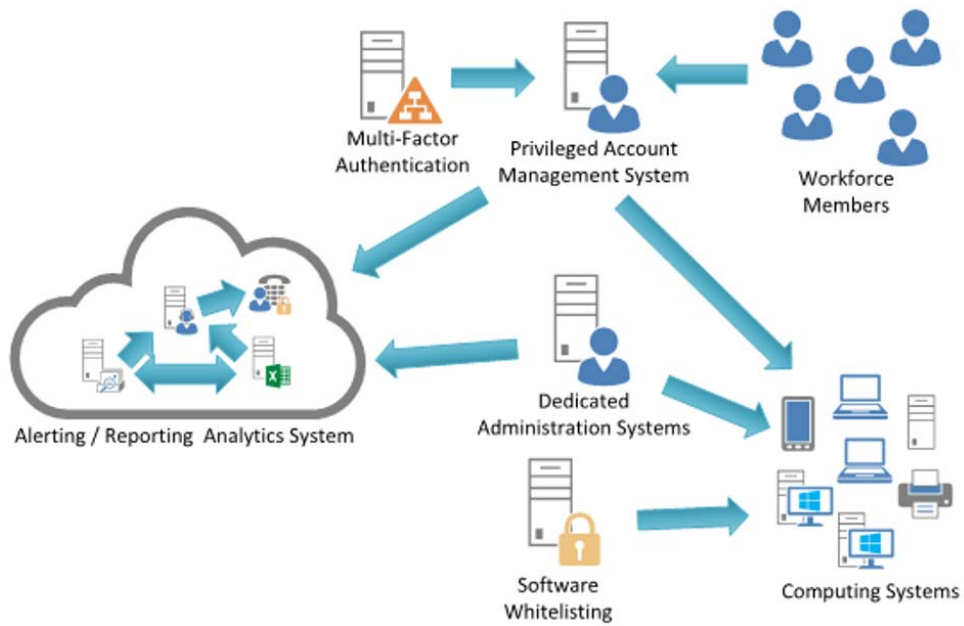 Multi-Factor
Authentication
Privileged Account
Management System
Workforce
Members
Alerting / Reporting Analytics System
Dedicated
Administration Systems
Software
Whitelisting
Computing Systems